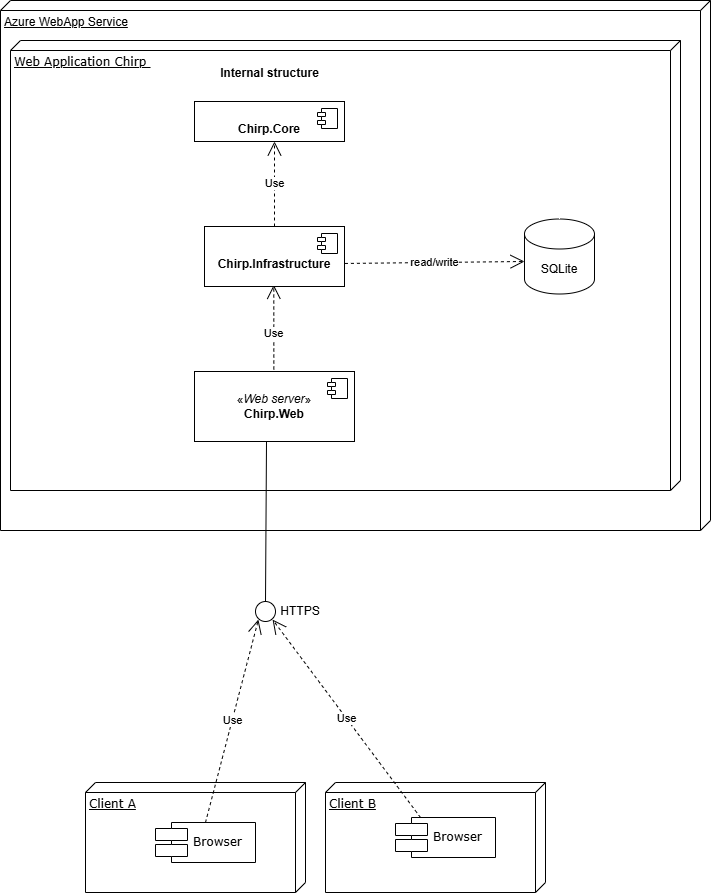 Azure WebApp Service
Web Application Chirp
Internal structure
Chirp.Core
Use
Chirp.Infrastructure
read/write
SQLite
Use
«Web server»
Chirp.Web
HTTPS
Use
Use
Client A
Browser
Client B
Browser